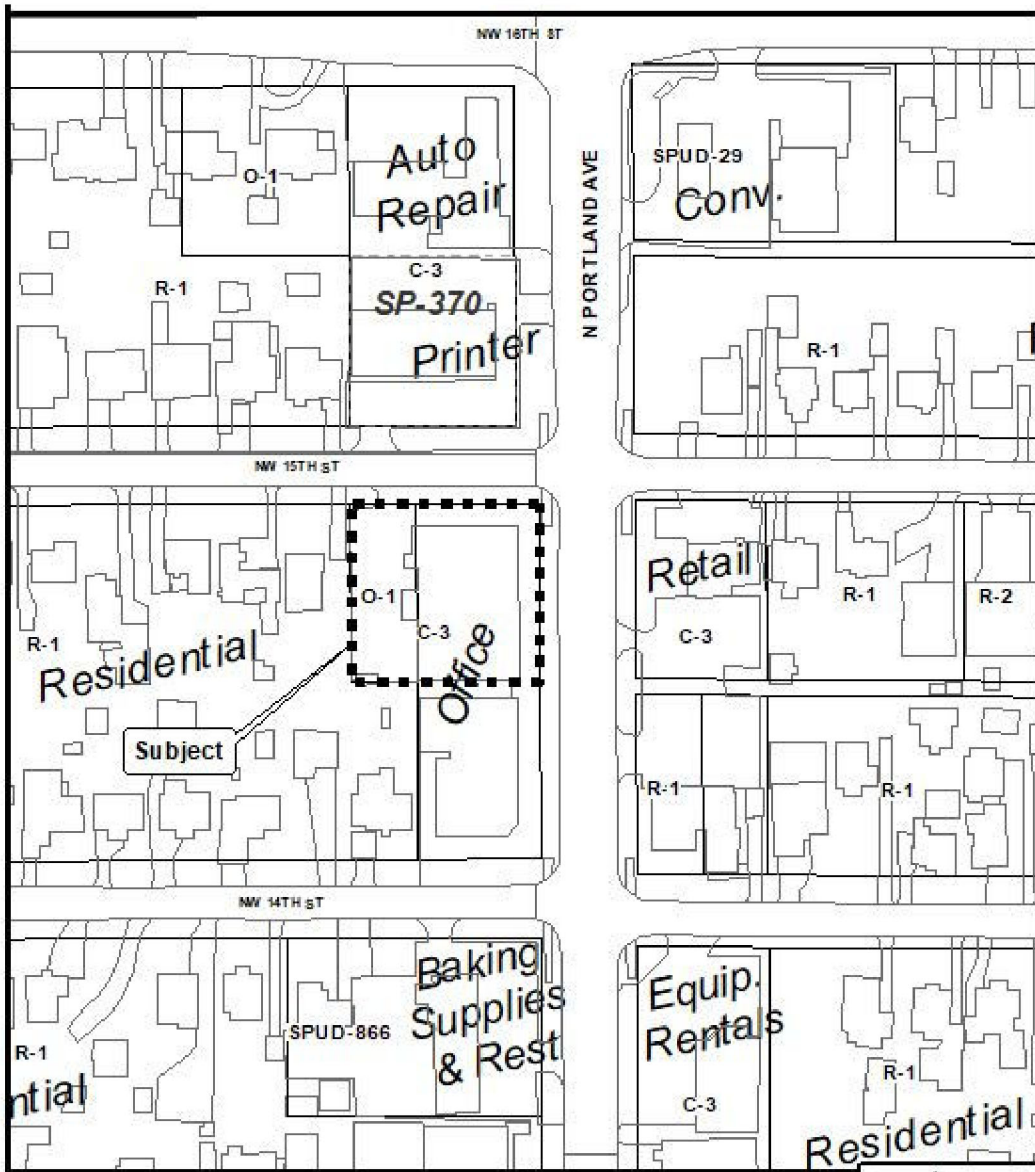 NW 16TH ST
Auto
Repair
O-1
N PORTLAND AVE
SPUD-29
Conv.
R-1
C-3
SP-370
Printer
R-1
NW 15TH ST
R-1
Residential
O-1
C-3
Office
Subject
Retail
C-3
R-1
R-2
R-1
R-1
NW 14TH ST
R-1
ntial
SPUD-866
Baking
Supplies
& Rest
Equip.
Rentals
C-3
R-1
Residential